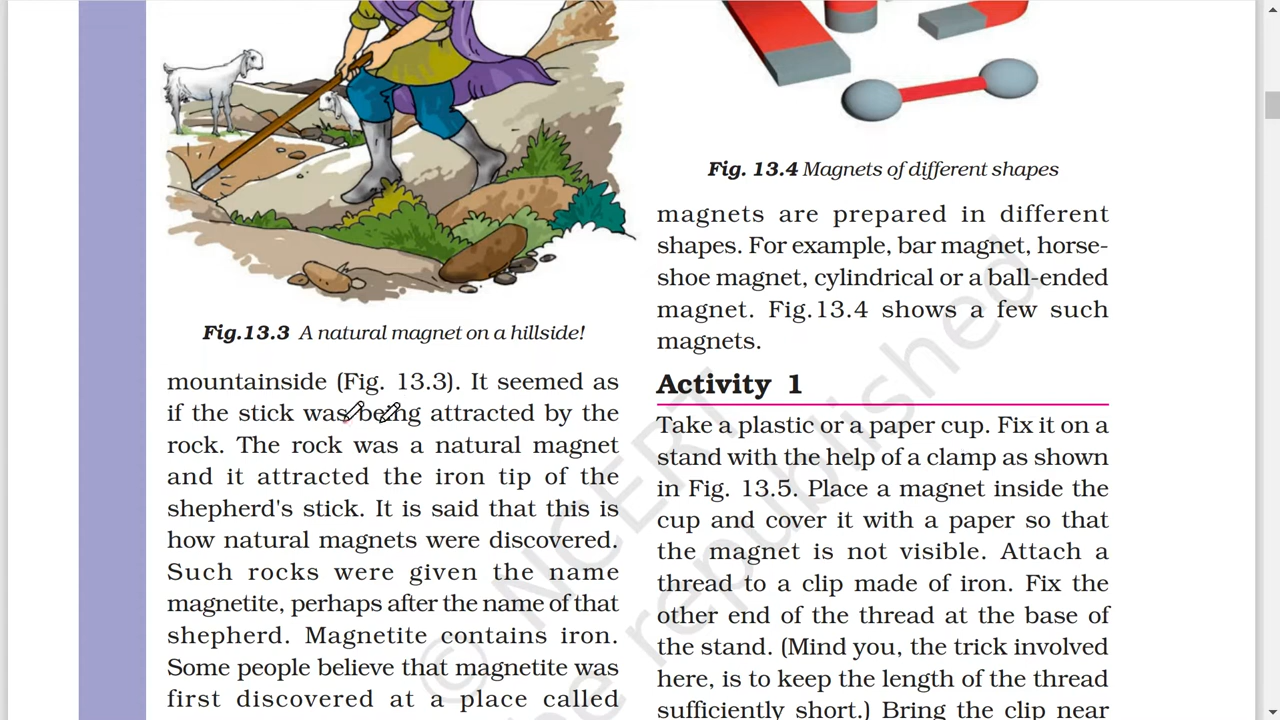 Fig.13.3 A natural magnet on a hillside!
mountainside (Fig. 13.3). It seemed as
if the stick was being attracted by the
rock. The rock was a natural magnet
and it attracted the iron tip of the
shepherd's stick. It is said that this is
how natural magnets were discovered.
Such rocks were given the name
magnetite, perhaps after the name of that
shepherd. Magnetite contains iron.
Some people believe that magnetite was
first discovered at a place called
Fig. 13.4 Magnets of different shapes
magnets are prepared in different
shapes. For example, bar magnet, horse-
shoe magnet, cylindrical or a ball-ended
magnet. Fig.13.4 shows a few such
magnets.
Activity 1
Take a plastic or a paper cup. Fix it on a
stand with the help of a clamp as shown
in Fig. 13.5. Place a magnet inside the
cup and cover it with a paper so that
the magnet is not visible. Attach a
thread to a clip made of iron. Fix the
other end of the thread at the base of
the stand. (Mind you, the trick involved
here, is to keep the length of the thread
sufficiently short.) Bring the clip near
© NCERT
be republished